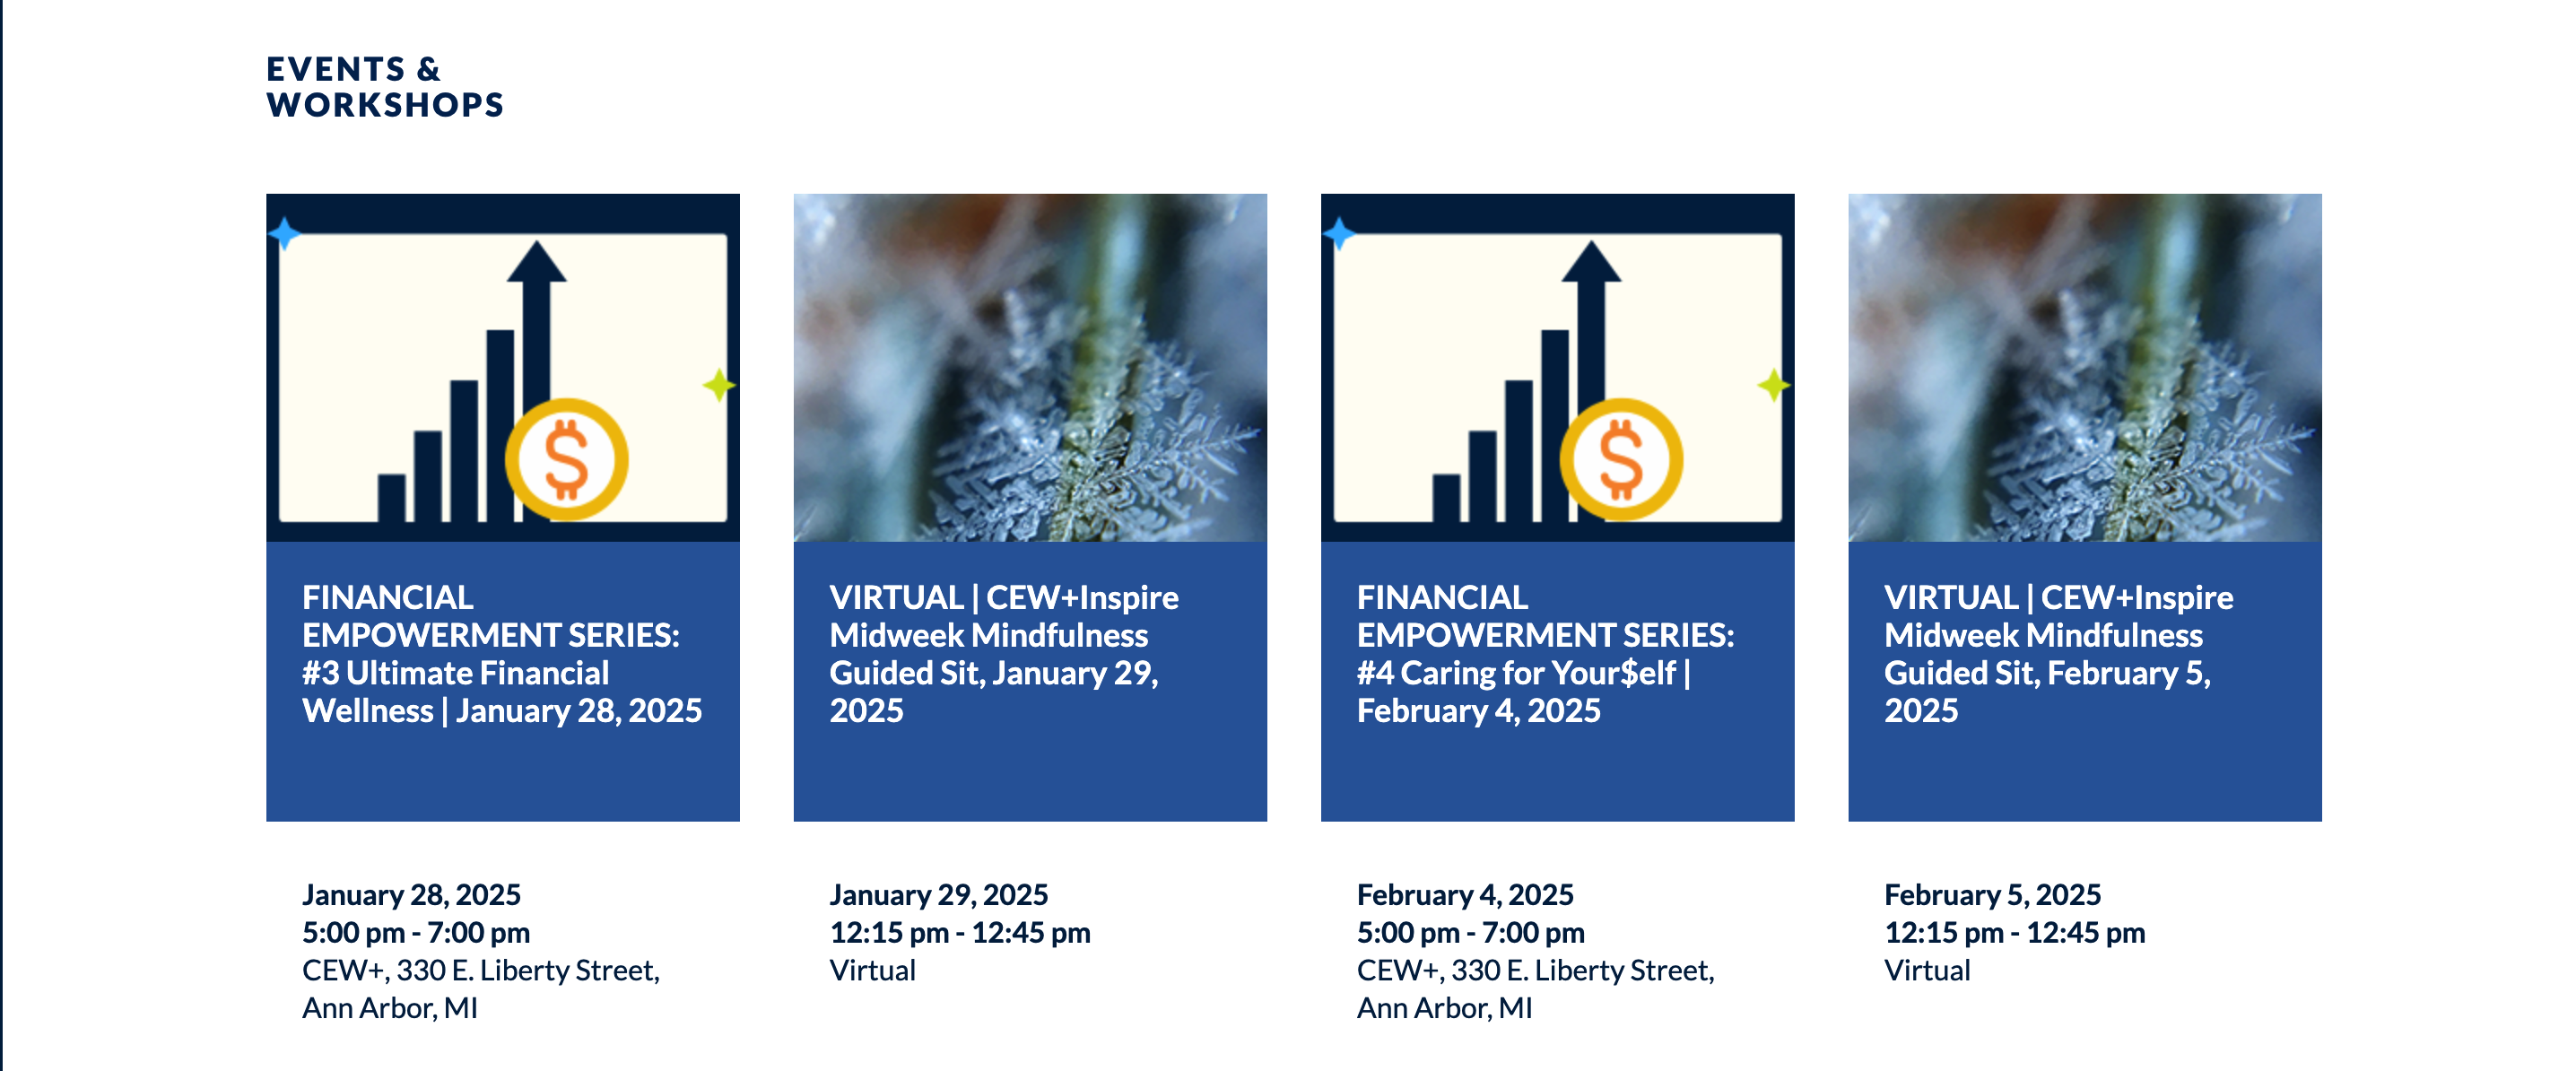 EVENTS &
WORKSHOPS
$
FINANCIAL
EMPOWERMENT SERIES:
#3 Ultimate Financial
Wellness | January 28, 2025
January 28, 2025
5:00 pm - 7:00 pm
CEW+, 330 E. Liberty Street,
Ann Arbor, MI
VIRTUAL | CEW+Inspire
Midweek Mindfulness
Guided Sit, January 29,
2025
January 29, 2025
12:15 pm - 12:45 pm
Virtual
$
FINANCIAL
EMPOWERMENT SERIES:
#4 Caring for Your$elf |
February 4, 2025
February 4, 2025
5:00 pm - 7:00 pm
CEW+, 330 E. Liberty Street,
Ann Arbor, MI
VIRTUAL | CEW+Inspire
Midweek Mindfulness
Guided Sit, February 5,
2025
February 5, 2025
12:15 pm - 12:45 pm
Virtual